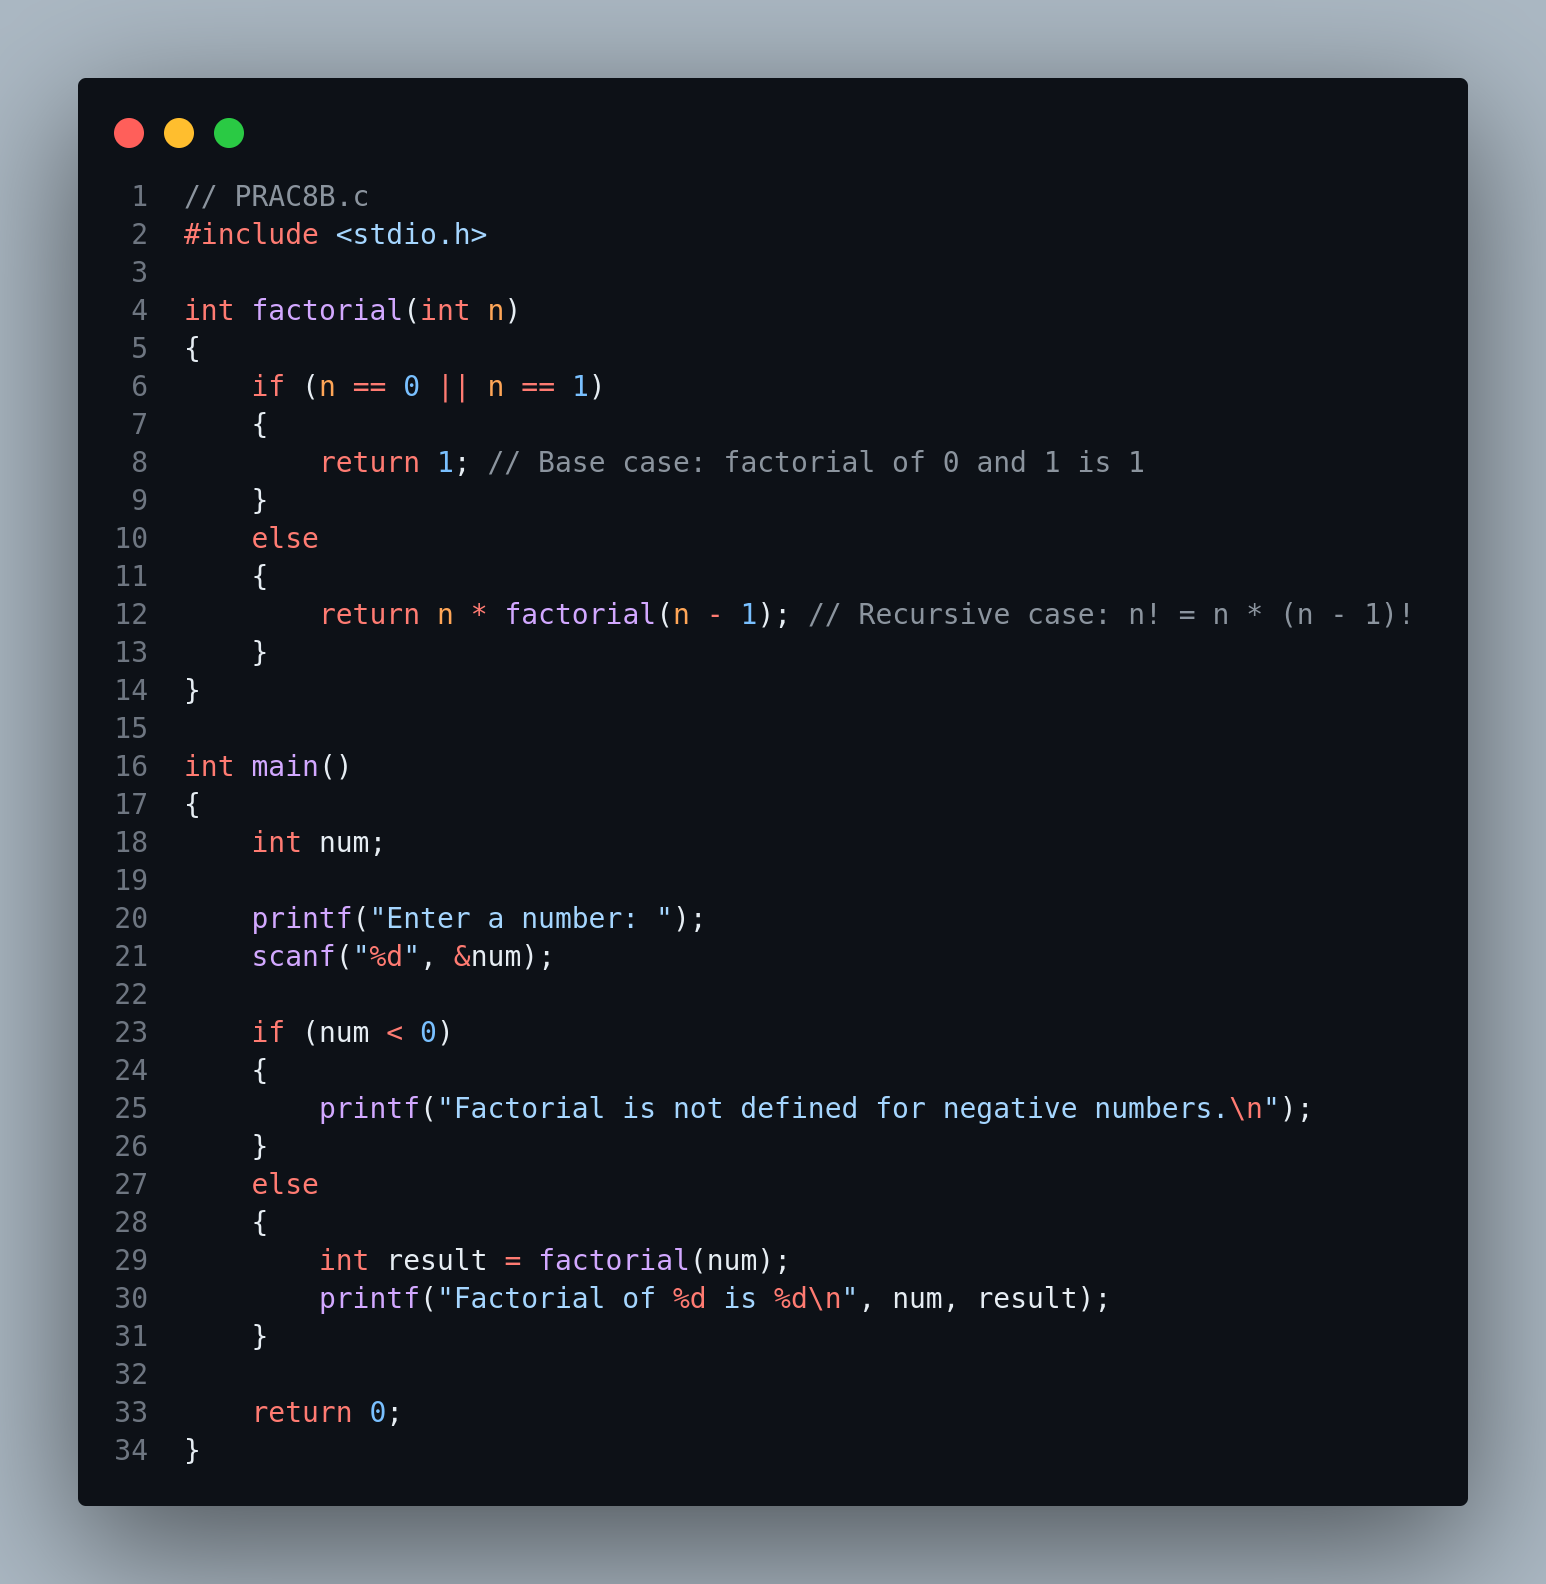 1 // PRAC8B.c
2 #include <stdio.h>
3
4 int factorial(int n)
5 {
6     if (n == 0 || n == 1)
7     {
8         return 1; // Base case: factorial of 0 and 1 is 1
9     }
10     else
11     {
12         return n * factorial(n - 1); // Recursive case: n! = n * (n - 1)!
13     }
14 }
15
16 int main()
17 {
18     int num;
19
20     printf("Enter a number: ");
21     scanf("%d", &num);
22
23     if (num < 0)
24     {
25         printf("Factorial is not defined for negative numbers.\n");
26     }
27     else
28     {
29         int result = factorial(num);
30         printf("Factorial of %d is %d\n", num, result);
31     }
32
33     return 0;
34 }